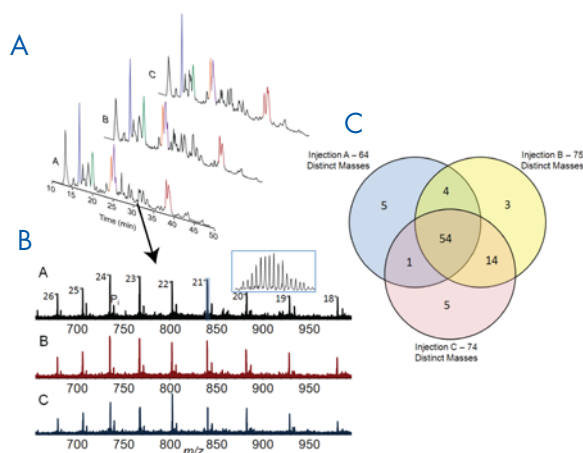 A
C
B
A
10 15 20 25 30 35 40 45 50
Time (min)
C
Injection A – 64
Distinct Masses
Injection B – 75
Distinct Masses
5
4
3
54
1
14
5
Injection C – 74
Distinct Masses
B
A
26 25 24 23 22 21 20 19 18
P
700 750 800 850 900 950
B
700 750 800 850 900 950
C
700 750 800 850 900 950
m/z